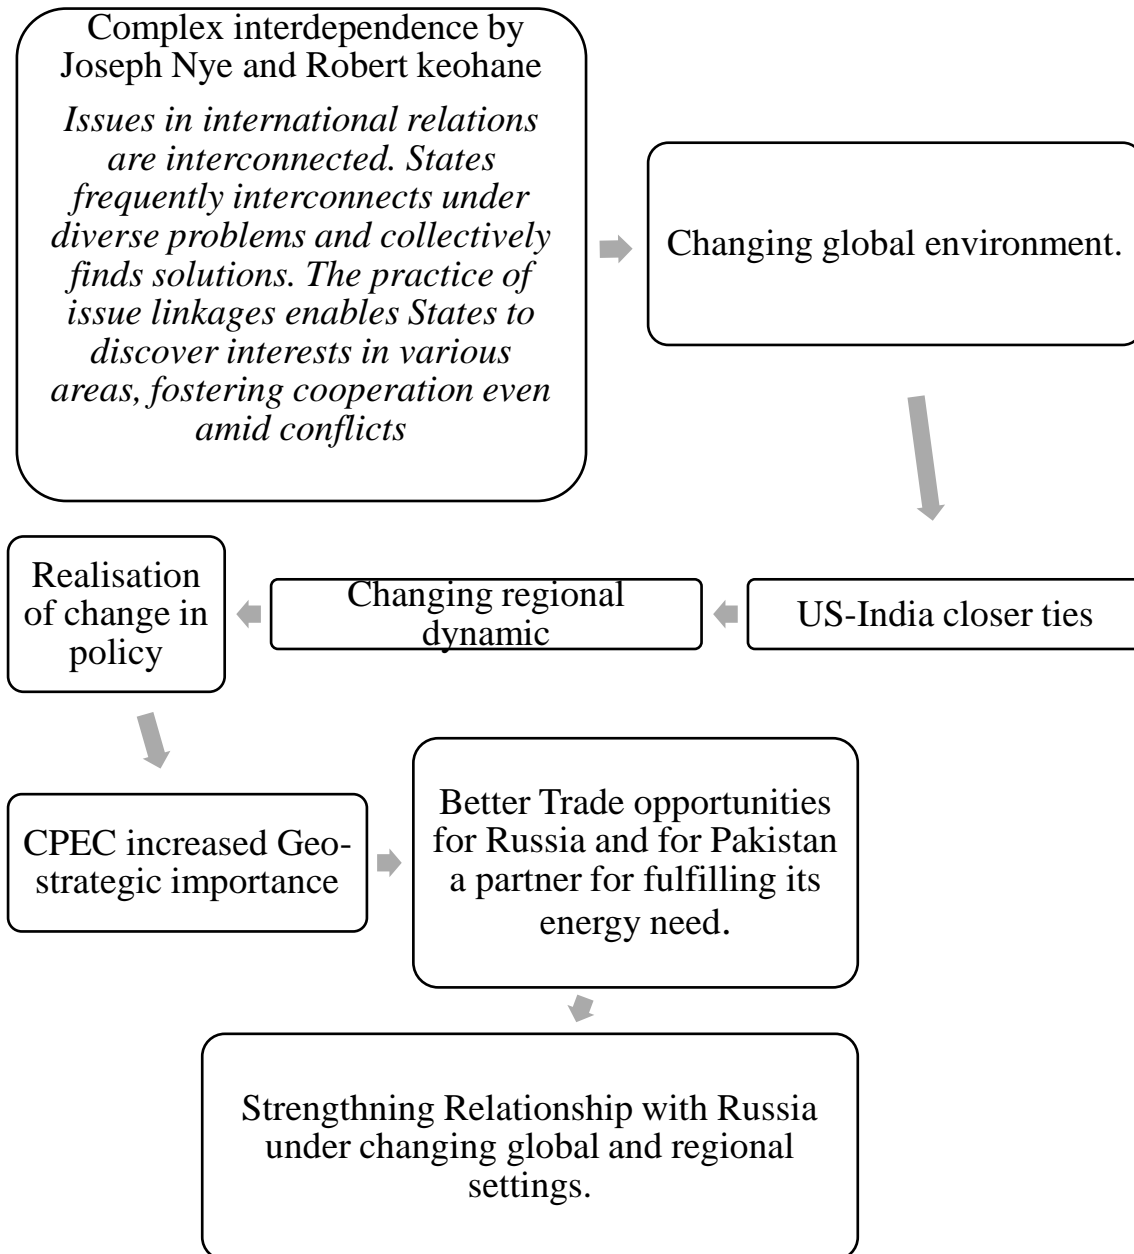 Complex interdependence by
Joseph Nye and Robert keohane
Issues in international relations
are interconnected. States
frequently interconnects under
diverse problems and collectively
finds solutions. The practice of
issue linkages enables States to
discover interests in various
areas, fostering cooperation even
amid conflicts
Changing global environment.
US-India closer ties
Changing regional
dynamic
Realisation
of change in
policy
CPEC increased Geo-
strategic importance
Better Trade opportunities
for Russia and for Pakistan
a partner for fulfilling its
energy need.
Strengthning Relationship with Russia
under changing global and regional
settings.